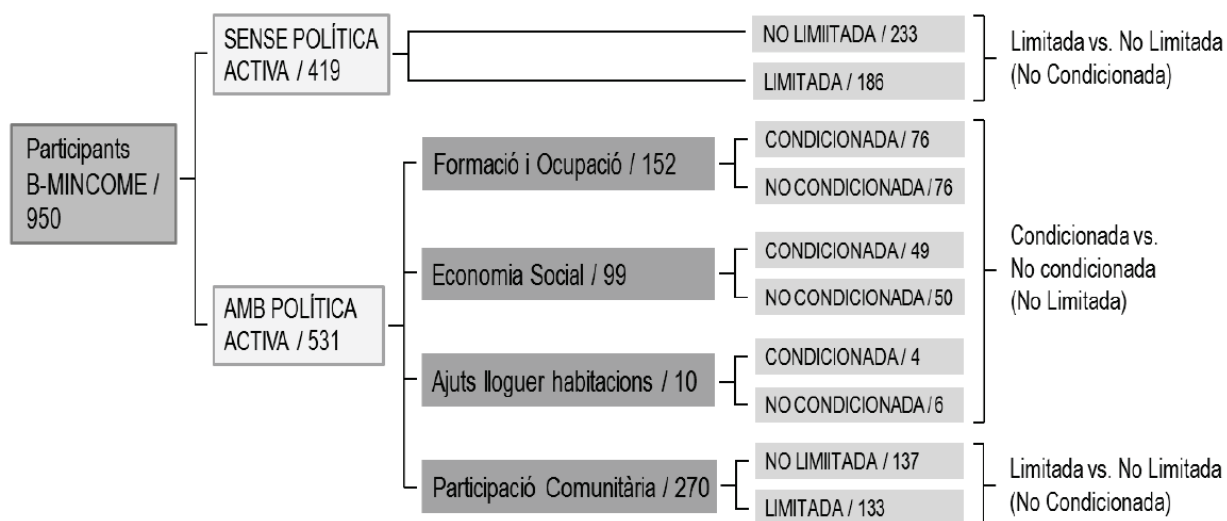 Participants
B-MINCOME /
950
SENSE POLÍTICA
ACTIVA / 419
NO LIMIITADA / 233
LIMITADA / 186
Limitada vs. No Limitada
(No Condicionada)
AMB POLÍTICA
ACTIVA / 531
Formació i Ocupació / 152
CONDICIONADA / 76
NO CONDICIONADA / 76
Economia Social / 99
CONDICIONADA / 49
NO CONDICIONADA / 50
Ajuts lloguer habitacions / 10
CONDICIONADA / 4
NO CONDICIONADA / 6
Condicionada vs.
No condicionada
(No Limitada)
Participació Comunitària / 270
NO LIMIITADA / 137
LIMITADA / 133
Limitada vs. No Limitada
(No Condicionada)